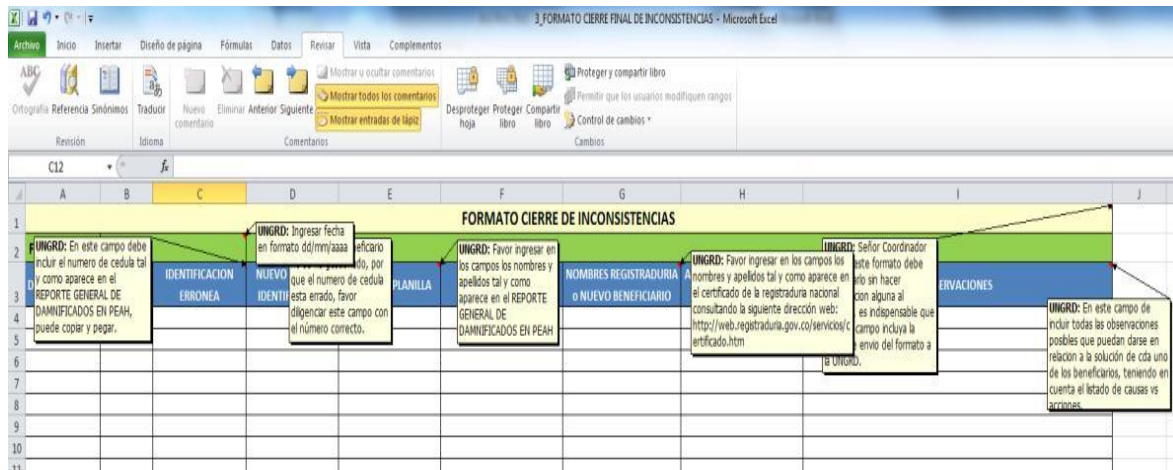 3_FORMATO CIERRE FINAL DE INCONSISTENCIAS - Microsoft Excel
Archivo Inicio Insertar Diseño de página Fórmulas Datos Revisar Vista Complementos
Ortografía Referencia Sinónimos
Revisión
Traducir
Idioma
Nuevo comentario Eliminar Anterior Siguiente
Mostrar u ocultar comentarios
Mostrar todos los comentarios
Mostrar entradas de lápiz
Comentarios
Desproteger hoja
Proteger libro
Compartir libro
Proteger y compartir libro
Permitir que los usuarios modifiquen rangos
Control de cambios
Cambios
C12 fx
A B C D E F G H I J
1
FORMATO CIERRE DE INCONSISTENCIAS
2
3
IDENTIFICACION
ERRONEA
NUEVO
PLANILLA
NOMBRES REGISTRADURIA
o NUEVO BENEFICIARIO
UNGRD: En este campo debe
incluir el numero de cedula tal
y como aparece en el
REPORTE GENERAL DE
DAMNIFICADOS EN PEAH,
puede copiar y pegar.
UNGRD: Ingresar fecha
en formato dd/mm/aaaa
que el numero de cedula
esta errado, favor
diligenciar este campo con
el número correcto.
UNGRD: Favor ingresar en
los campos los nombres y
apelidos tal y como
aparece en el REPORTE
GENERAL DE
DAMNIFICADOS EN PEAH
UNGRD: Favor ingresar en los campos los
nombres y apelidos tal y como aparece en
el certificado de la registraduria nacional
consultando la siguiente dirección web:
http://web.registraduria.gov.co/servicios/c
ertificado.htm
UNGRD: Señor Coordinador
este formato debe
sin hacer
alguna al
es indispensable que
campo incluya la
envio del formato a
la UNGRD.
UNGRD: En este campo de
incluir todas las observaciones
posbles que puedan darse en
relacion a la solución de cda uno
de los beneficiarios, teniendo en
cuenta el listado de causas vs
acciones.
4
5
6
7
8
9
10
11